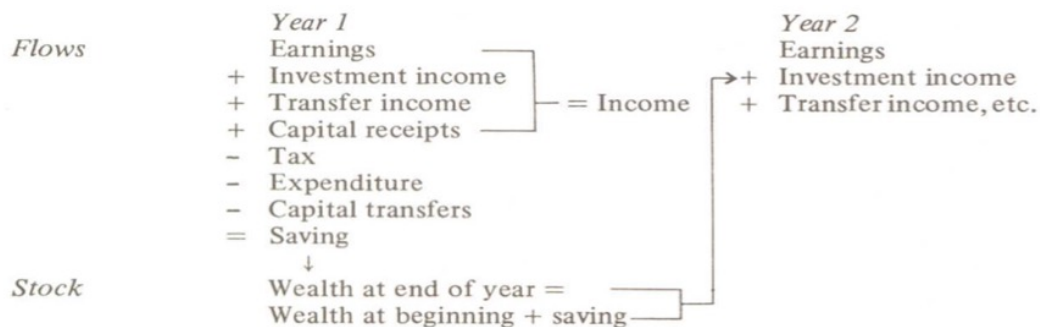 Year 1 Year 2
Flows Earnings Earnings
+ Investment income + Investment income
+ Transfer income = Income + Transfer income, etc.
+ Capital receipts
– Tax
– Expenditure
– Capital transfers
= Saving
↓
Stock Wealth at end of year =
Wealth at beginning + saving